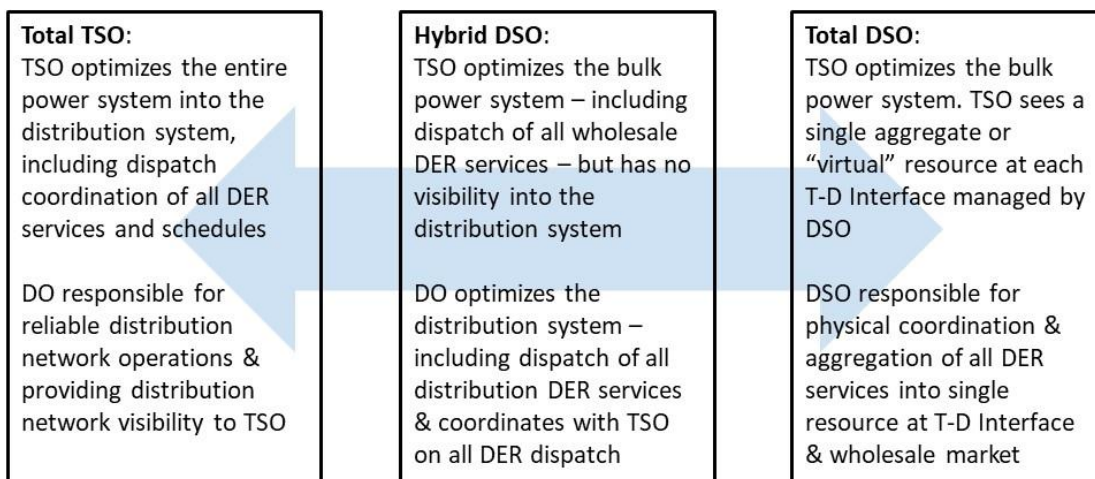 Total TSO:
TSO optimizes the entire
power system into the
distribution system,
including dispatch
coordination of all DER
services and schedules
DO responsible for
reliable distribution
network operations &
providing distribution
network visibility to TSO
Hybrid DSO:
TSO optimizes the bulk
power system – including
dispatch of all wholesale
DER services – but has no
visibility into the
distribution system
DO optimizes the
distribution system –
including dispatch of all
distribution DER services
& coordinates with TSO
on all DER dispatch
Total DSO:
TSO optimizes the bulk
power system. TSO sees a
single aggregate or
“virtual” resource at each
T-D Interface managed by
DSO
DSO responsible for
physical coordination &
aggregation of all DER
services into single
resource at T-D Interface
& wholesale market